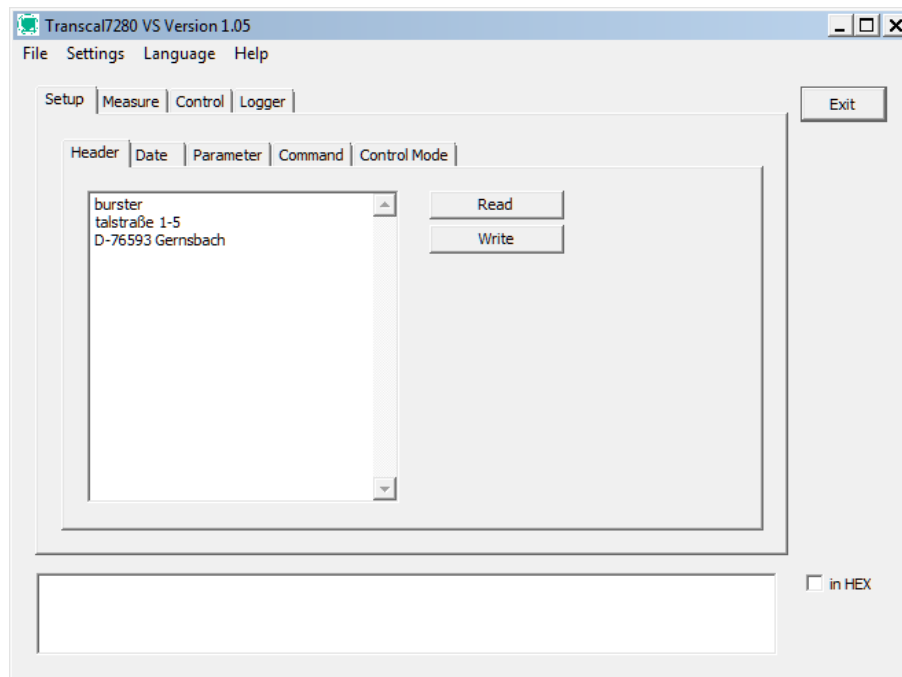 Transcal7280 VS Version 1.05
File Settings Language Help
Setup Measure Control Logger
Exit
Header Date Parameter Command Control Mode
burster
talstraße 1-5
D-76593 Gernsbach
Read
Write
in HEX